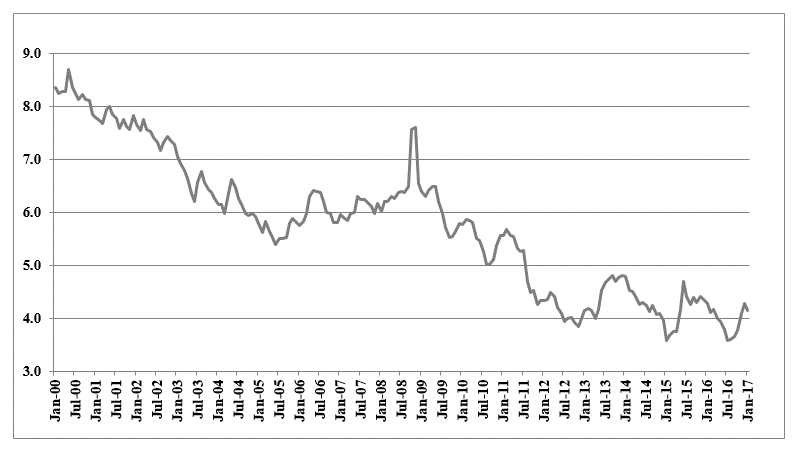 9.0
8.0
7.0
6.0
5.0
4.0
3.0
Jan-00
Jul-00
Jan-01
Jul-01
Jan-02
Jul-02
Jan-03
Jul-03
Jan-04
Jul-04
Jan-05
Jul-05
Jan-06
Jul-06
Jan-07
Jul-07
Jan-08
Jul-08
Jan-09
Jul-09
Jan-10
Jul-10
Jan-11
Jul-11
Jan-12
Jul-12
Jan-13
Jul-13
Jan-14
Jul-14
Jan-15
Jul-15
Jan-16
Jul-16
Jan-17